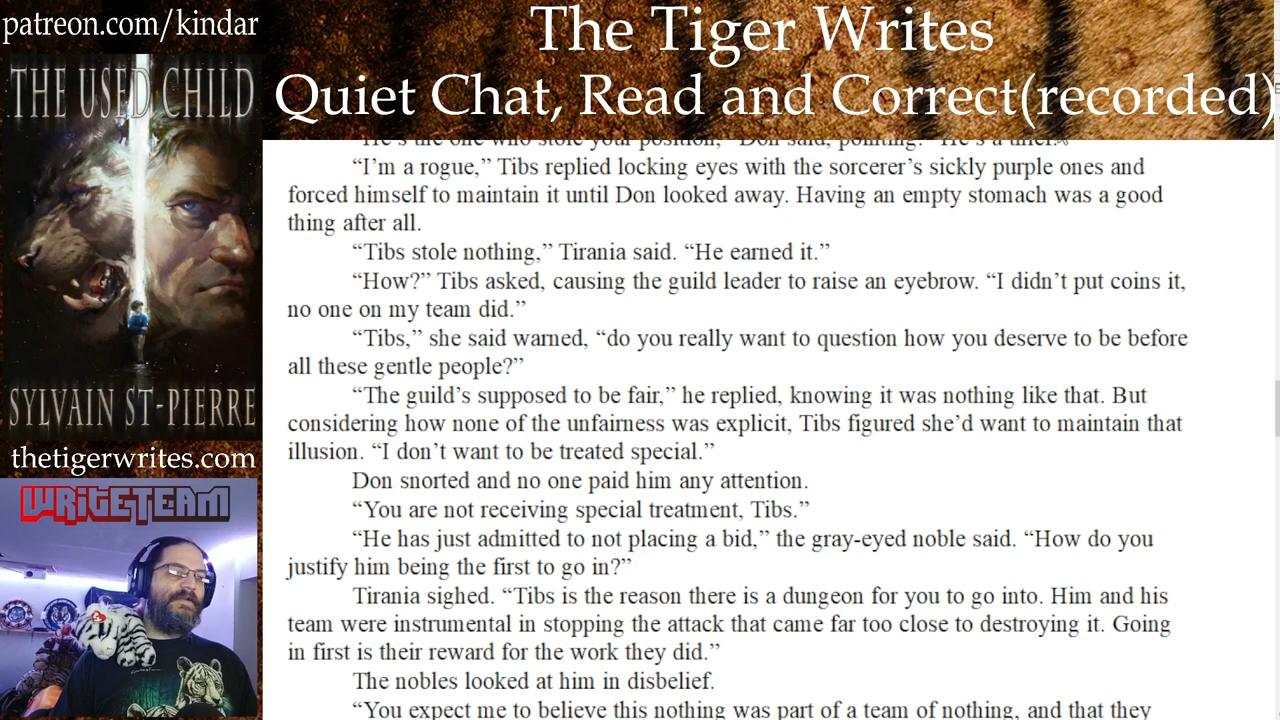 patreon.com/kindar
The Tiger Writes
Quiet Chat, Read and Correct(recorded)
THE USED CHILD
SYLVAIN ST-PIERRE
thetigerwrites.com
WRiTETEAM
"He's the one who stole your position," Don said, pointing. "He's a thief."
“I’m a rogue,” Tibs replied locking eyes with the sorcerer’s sickly purple ones and
forced himself to maintain it until Don looked away. Having an empty stomach was a good
thing after all.
“Tibs stole nothing,” Tirania said. “He earned it.”
“How?” Tibs asked, causing the guild leader to raise an eyebrow. “I didn’t put coins it,
no one on my team did.”
“Tibs,” she said warned, “do you really want to question how you deserve to be before
all these gentle people?”
“The guild’s supposed to be fair,” he replied, knowing it was nothing like that. But
considering how none of the unfairness was explicit, Tibs figured she’d want to maintain that
illusion. “I don’t want to be treated special.”
Don snorted and no one paid him any attention.
“You are not receiving special treatment, Tibs.”
“He has just admitted to not placing a bid,” the gray-eyed noble said. “How do you
justify him being the first to go in?”
Tirania sighed. “Tibs is the reason there is a dungeon for you to go into. Him and his
team were instrumental in stopping the attack that came far too close to destroying it. Going
in first is their reward for the work they did.”
The nobles looked at him in disbelief.
“You expect me to believe this nothing was part of a team of nothing, and that they